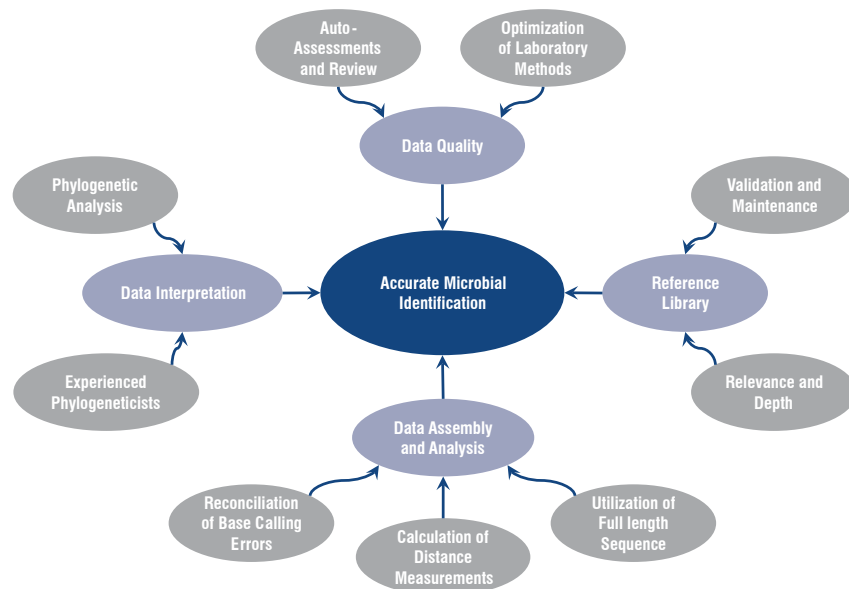 Auto-
Assessments
and Review
Optimization
of Laboratory
Methods
Data Quality
Phylogenetic
Analysis
Validation and
Maintenance
Data Interpretation
Accurate Microbial
Identification
Reference
Library
Experienced
Phylogeneticists
Relevance and
Depth
Data Assembly
and Analysis
Reconciliation
of Base Calling
Errors
Calculation of
Distance
Measurements
Utilization of
Full length
Sequence